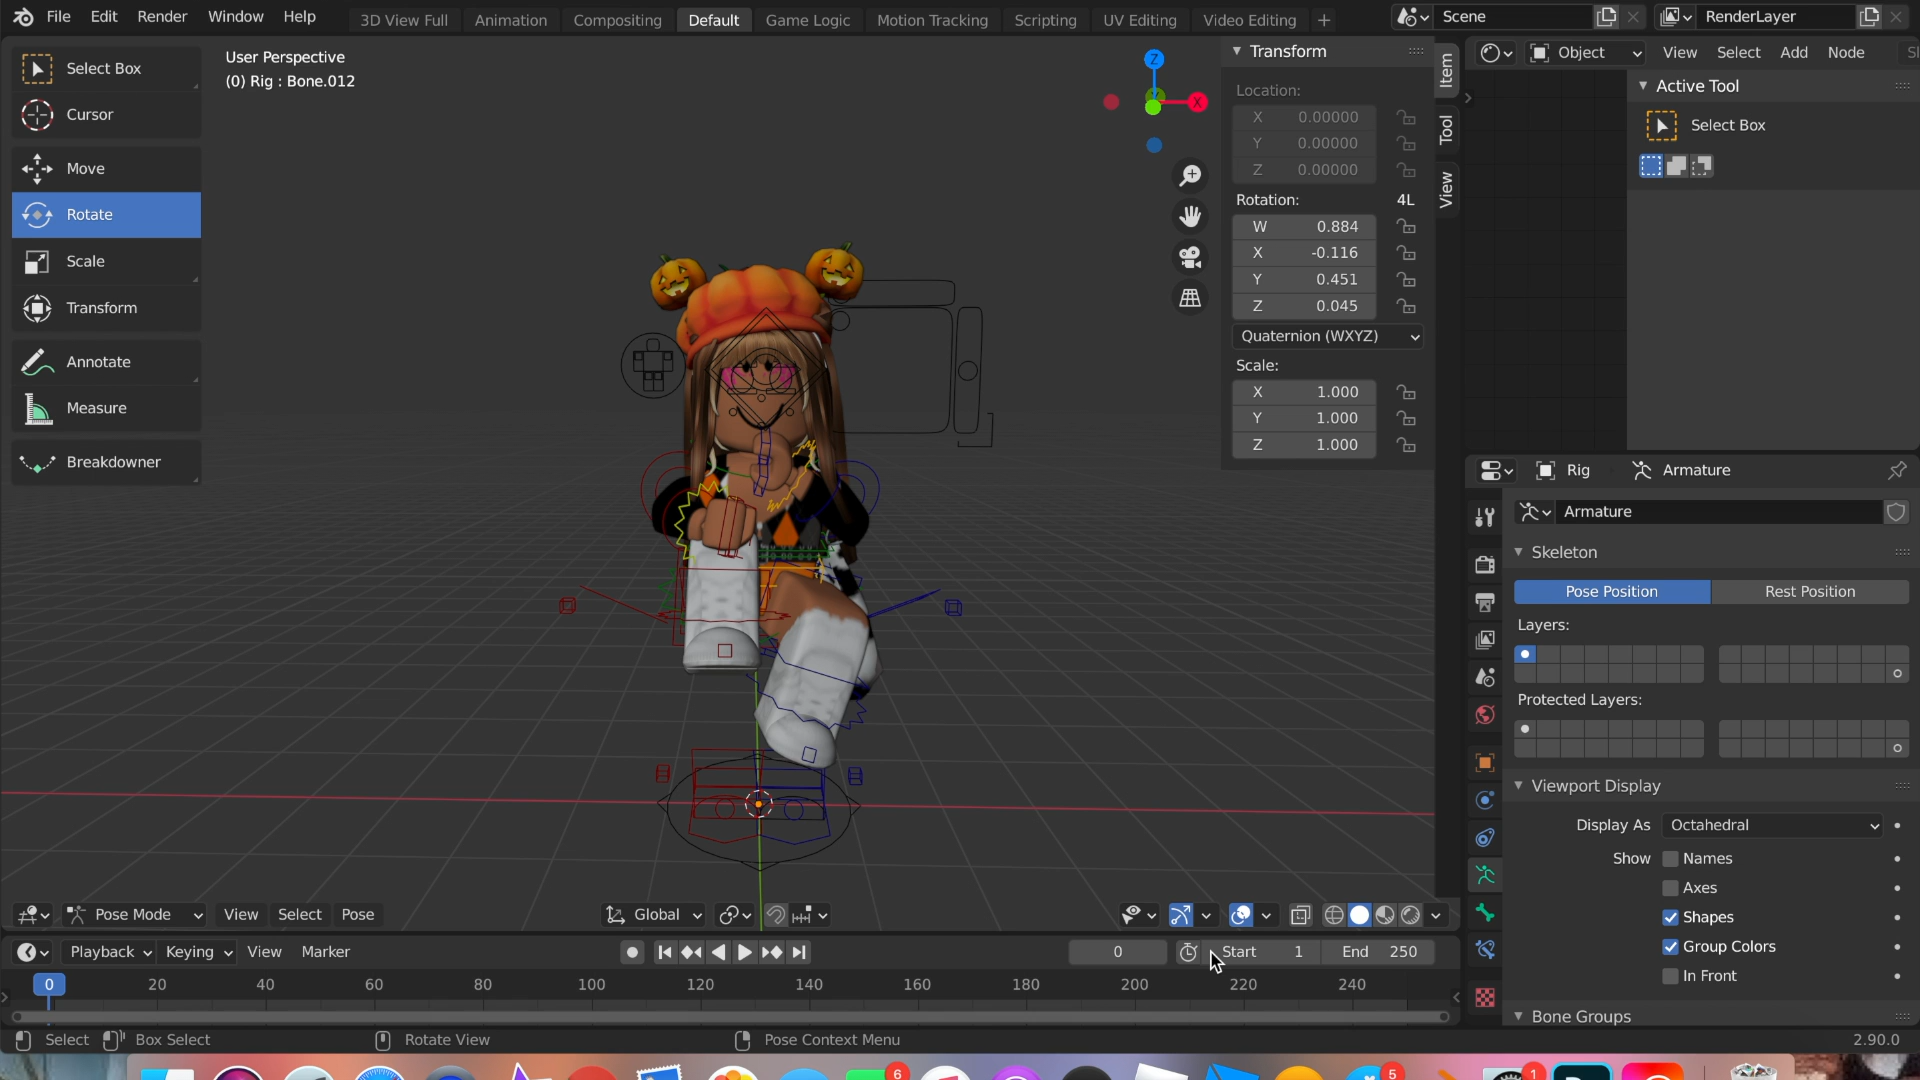 File Edit Render Window Help 3D View Full Animation Compositing Default Game Logic Motion Tracking Scripting UV Editing Video Editing + Scene RenderLayer
User Perspective
(0) Rig : Bone.012
Select Box
Cursor
Move
Rotate
Scale
Transform
Annotate
Measure
Breakdowner
Z
X
Transform
Location:
X 0.00000
Y 0.00000
Z 0.00000
Rotation: 4L
W 0.884
X -0.116
Y 0.451
Z 0.045
Quaternion (WXYZ)
Scale:
X 1.000
Y 1.000
Z 1.000
Item
Tool
View
Object View Select Add Node
Active Tool
Select Box
Rig Armature
Armature
Skeleton
Pose Position Rest Position
Layers:
Protected Layers:
Viewport Display
Display As Octahedral
Show Names
Axes
Shapes
Group Colors
In Front
Bone Groups
Pose Mode View Select Pose Global
Playback Keying View Marker 0 Start 1 End 250
0 20 40 60 80 100 120 140 160 180 200 220 240
Select Box Select Rotate View Pose Context Menu 2.90.0
6 5 1